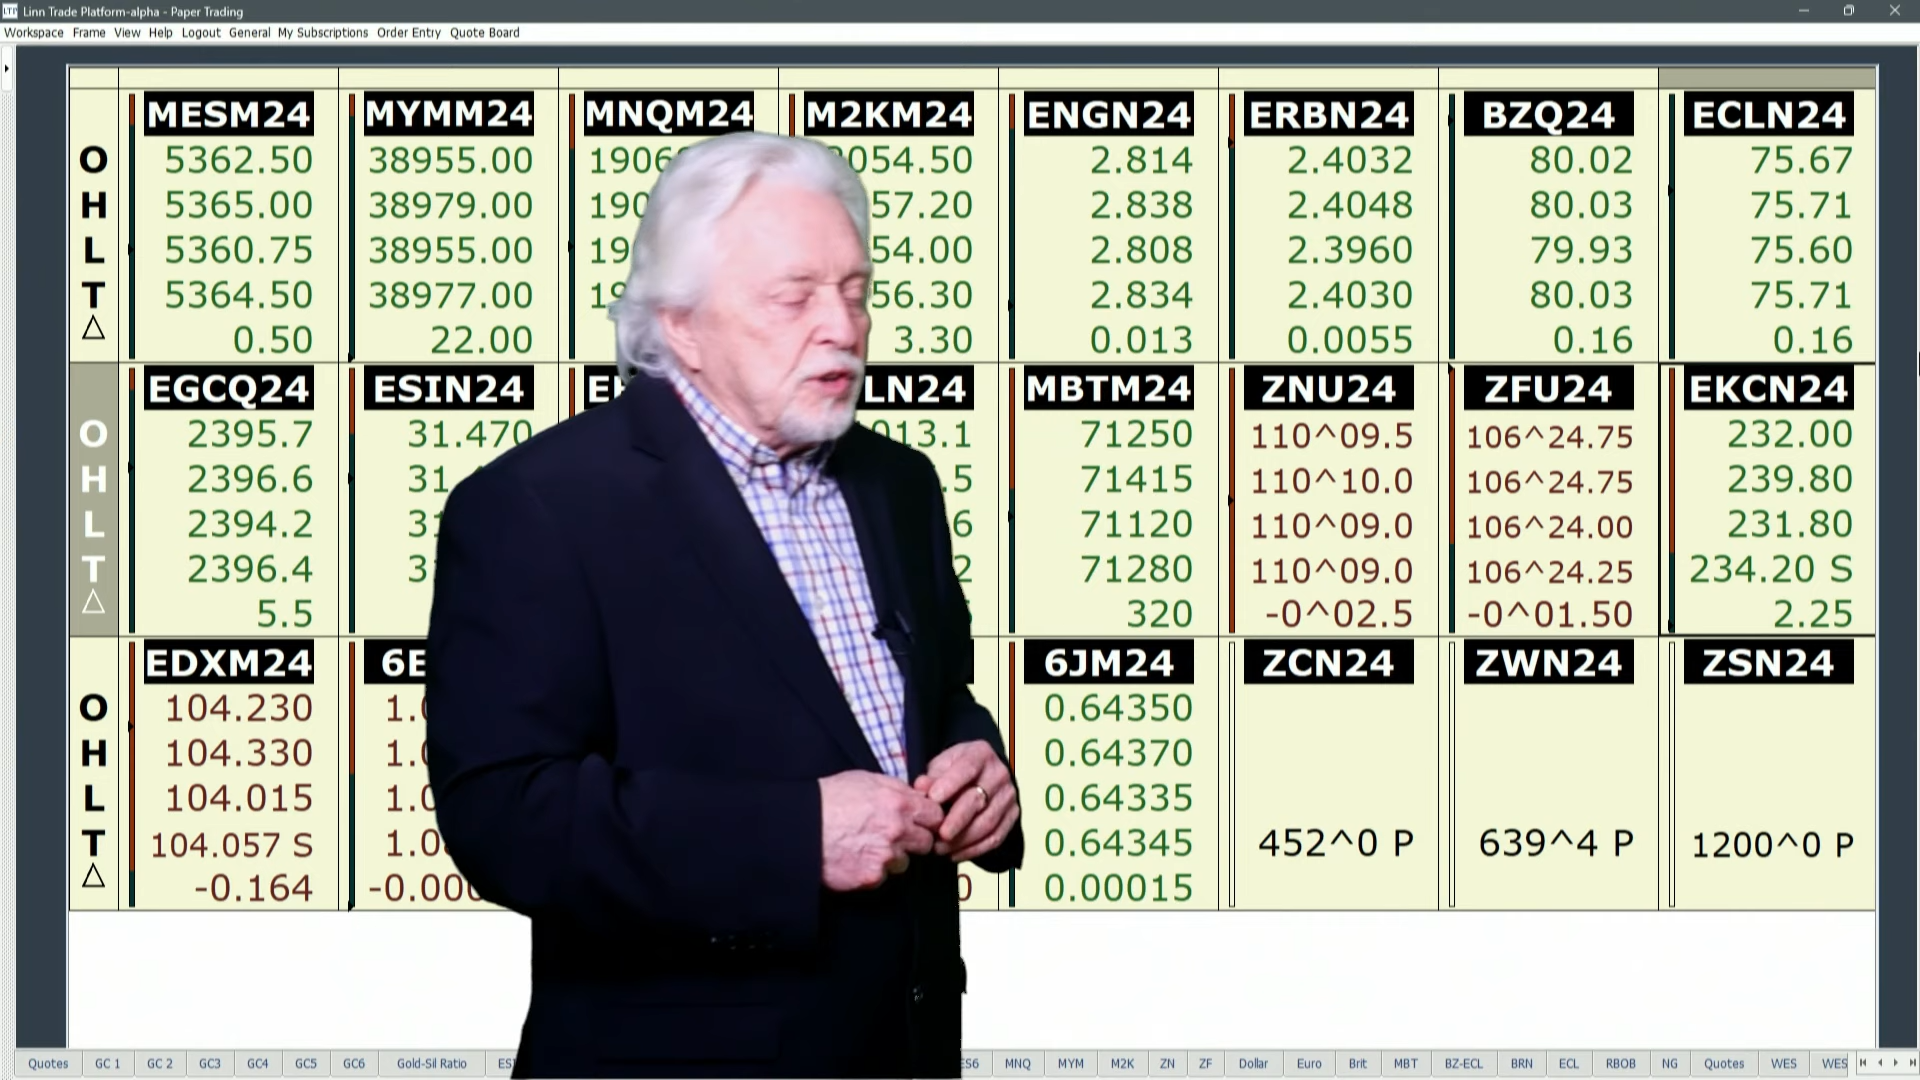 Linn Trade Platform-alpha - Paper Trading
Workspace Frame View Help Logout General My Subscriptions Order Entry Quote Board
MESM24 MYMM24 MNQM24 M2KM24 ENGN24 ERBN24 BZQ24 ECLN24
O 5362.50 38955.00 2.814 2.4032 80.02 75.67
H 5365.00 38979.00 2.838 2.4048 80.03 75.71
L 5360.75 38955.00 2.808 2.3960 79.93 75.60
T 5364.50 38977.00 2.834 2.4030 80.03 75.71
△ 0.50 22.00 3.30 0.013 0.0055 0.16 0.16
EGCQ24 ESIN24 MBTM24 ZNU24 ZFU24 EKCN24
O 2395.7 31.470 71250 110^09.5 106^24.75 232.00
H 2396.6 71415 110^10.0 106^24.75 239.80
L 2394.2 71120 110^09.0 106^24.00 231.80
T 2396.4 71280 110^09.0 106^24.25 234.20 S
△ 5.5 320 -0^02.5 -0^01.50 2.25
EDXM24 6JM24 ZCN24 ZWN24 ZSN24
O 104.230 0.64350
H 104.330 0.64370
L 104.015 0.64335
T 104.057 S 0.64345 452^0 P 639^4 P 1200^0 P
△ -0.164 0.00015
Quotes GC 1 GC 2 GC3 GC4 GC5 GC6 Gold-Sil Ratio MNQ MYM M2K ZN ZF Dollar Euro Brit MBT BZ-ECL BRN ECL RBOB NG Quotes WES WES